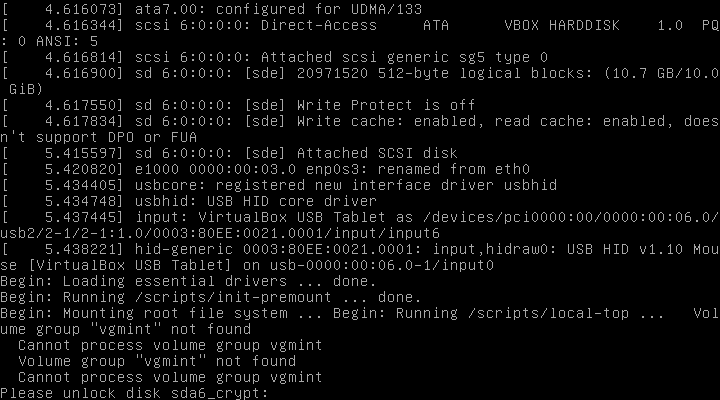 [    4.616073] ata7.00: configured for UDMA/133
[    4.616344] scsi 6:0:0:0: Direct-Access     ATA      VBOX HARDDISK    1.0  PQ
: 0 ANSI: 5
[    4.616814] scsi 6:0:0:0: Attached scsi generic sg5 type 0
[    4.616900] sd 6:0:0:0: [sde] 20971520 512-byte logical blocks: (10.7 GB/10.0
 GiB)
[    4.617550] sd 6:0:0:0: [sde] Write Protect is off
[    4.617834] sd 6:0:0:0: [sde] Write cache: enabled, read cache: enabled, does
n't support DPO or FUA
[    5.415597] sd 6:0:0:0: [sde] Attached SCSI disk
[    5.420820] e1000 0000:00:03.0 enp0s3: renamed from eth0
[    5.434405] usbcore: registered new interface driver usbhid
[    5.434748] usbhid: USB HID core driver
[    5.437445] input: VirtualBox USB Tablet as /devices/pci0000:00/0000:00:06.0/
usb2/2-1/2-1:1.0/0003:80EE:0021.0001/input/input6
[    5.438221] hid-generic 0003:80EE:0021.0001: input,hidraw0: USB HID v1.10 Mou
se [VirtualBox USB Tablet] on usb-0000:00:06.0-1/input0
Begin: Loading essential drivers ... done.
Begin: Running /scripts/init-premount ... done.
Begin: Mounting root file system ... Begin: Running /scripts/local-top ...   Vol
ume group "vgmint" not found
  Cannot process volume group vgmint
  Volume group "vgmint" not found
  Cannot process volume group vgmint
Please unlock disk sda6_crypt: